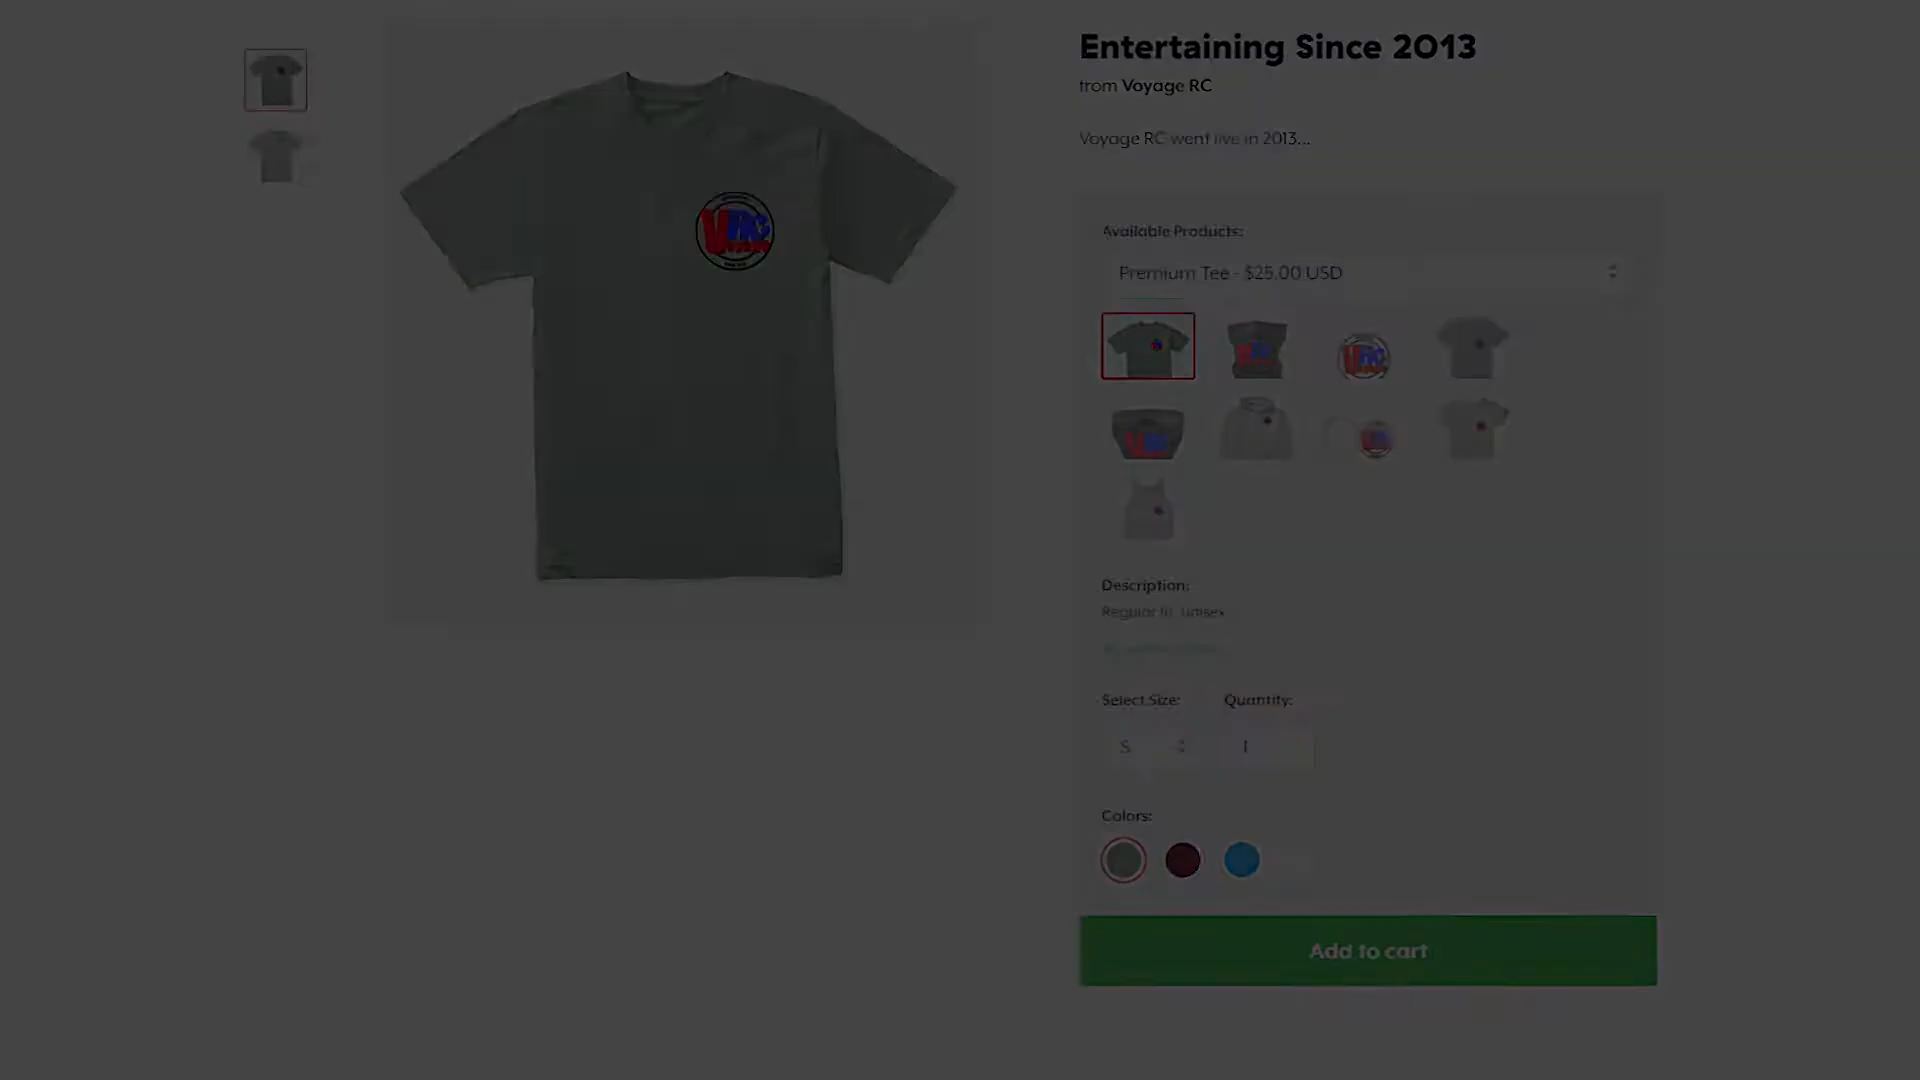 Entertaining Since 2013
from Voyage RC
Voyage RC went live in 2013...
Available Products:
Premium Tee - $25.00 USD
VRC
Description:
Regular fit, unisex
Select Size:
Quantity:
S
1
Colors:
Add to cart